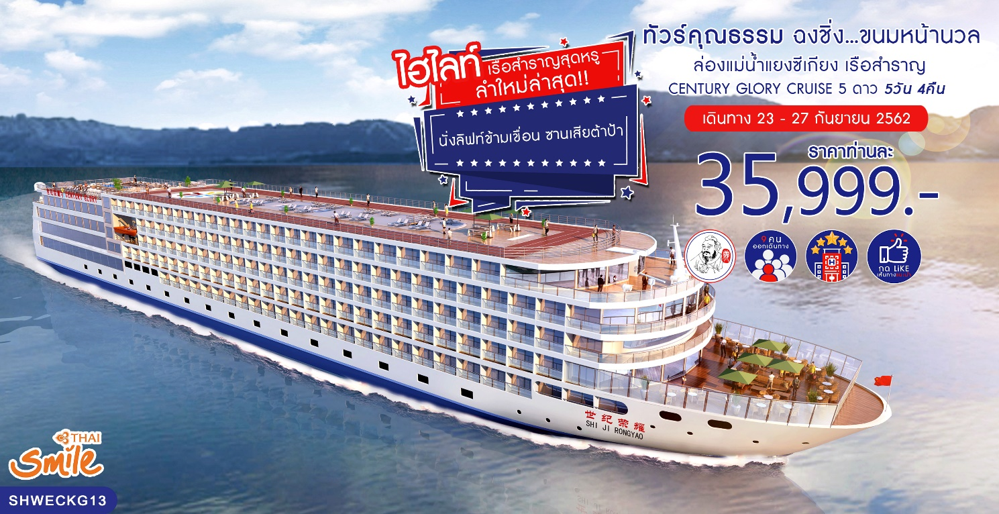 ทัวร์คุณธรรม ฉงชิ่ง...ขนมหน้านวล
ล่องแม่น้ำแยงซีเกียง เรือสำราญ
CENTURY GLORY CRUISE 5 ดาว 5วัน 4คืน
เดินทาง 23 - 27 กันยายน 2562
ราคาท่านละ
35,999.-
ไฮไลท์ เรือสำราญสุดหรู
ลำใหม่ล่าสุด!!
นั่งลิฟท์ข้ามเขื่อน ซานเสียต้าป้า
9 คน
ออกเดินทาง
กด LiKE
เส้นทางแนะนำ
CENTURY GLORY
世纪荣耀
SHI JI RONGYAO
THAI
Smile
SHWECKG13